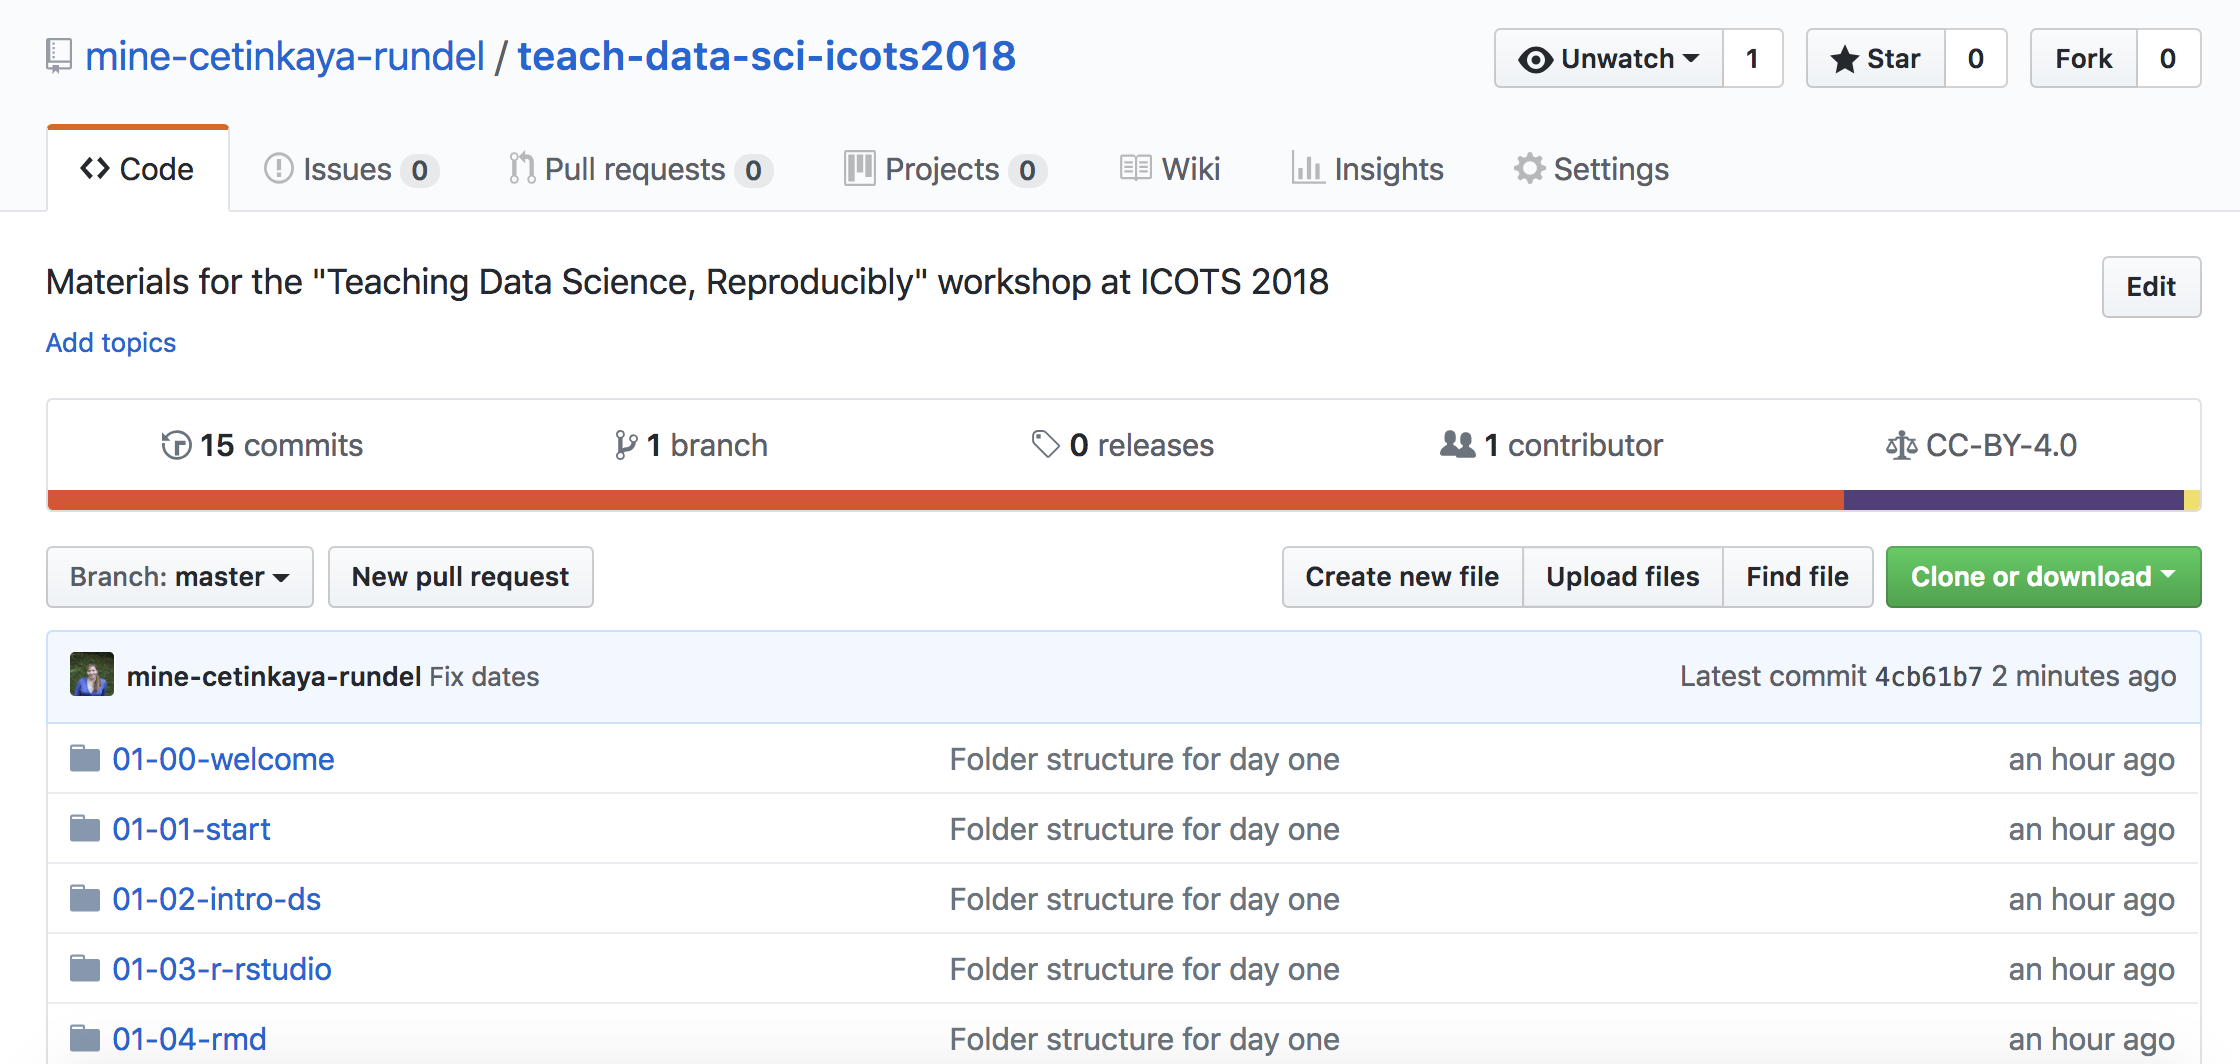 mine-cetinkaya-rundel / teach-data-sci-icots2018 Unwatch 1 Star 0 Fork 0
Code Issues 0 Pull requests 0 Projects 0 Wiki Insights Settings
Materials for the "Teaching Data Science, Reproducibly" workshop at ICOTS 2018 Edit
Add topics
15 commits 1 branch 0 releases 1 contributor CC-BY-4.0
Branch: master New pull request Create new file Upload files Find file Clone or download
mine-cetinkaya-rundel Fix dates Latest commit 4cb61b7 2 minutes ago
01-00-welcome Folder structure for day one an hour ago
01-01-start Folder structure for day one an hour ago
01-02-intro-ds Folder structure for day one an hour ago
01-03-r-rstudio Folder structure for day one an hour ago
01-04-rmd Folder structure for day one an hour ago